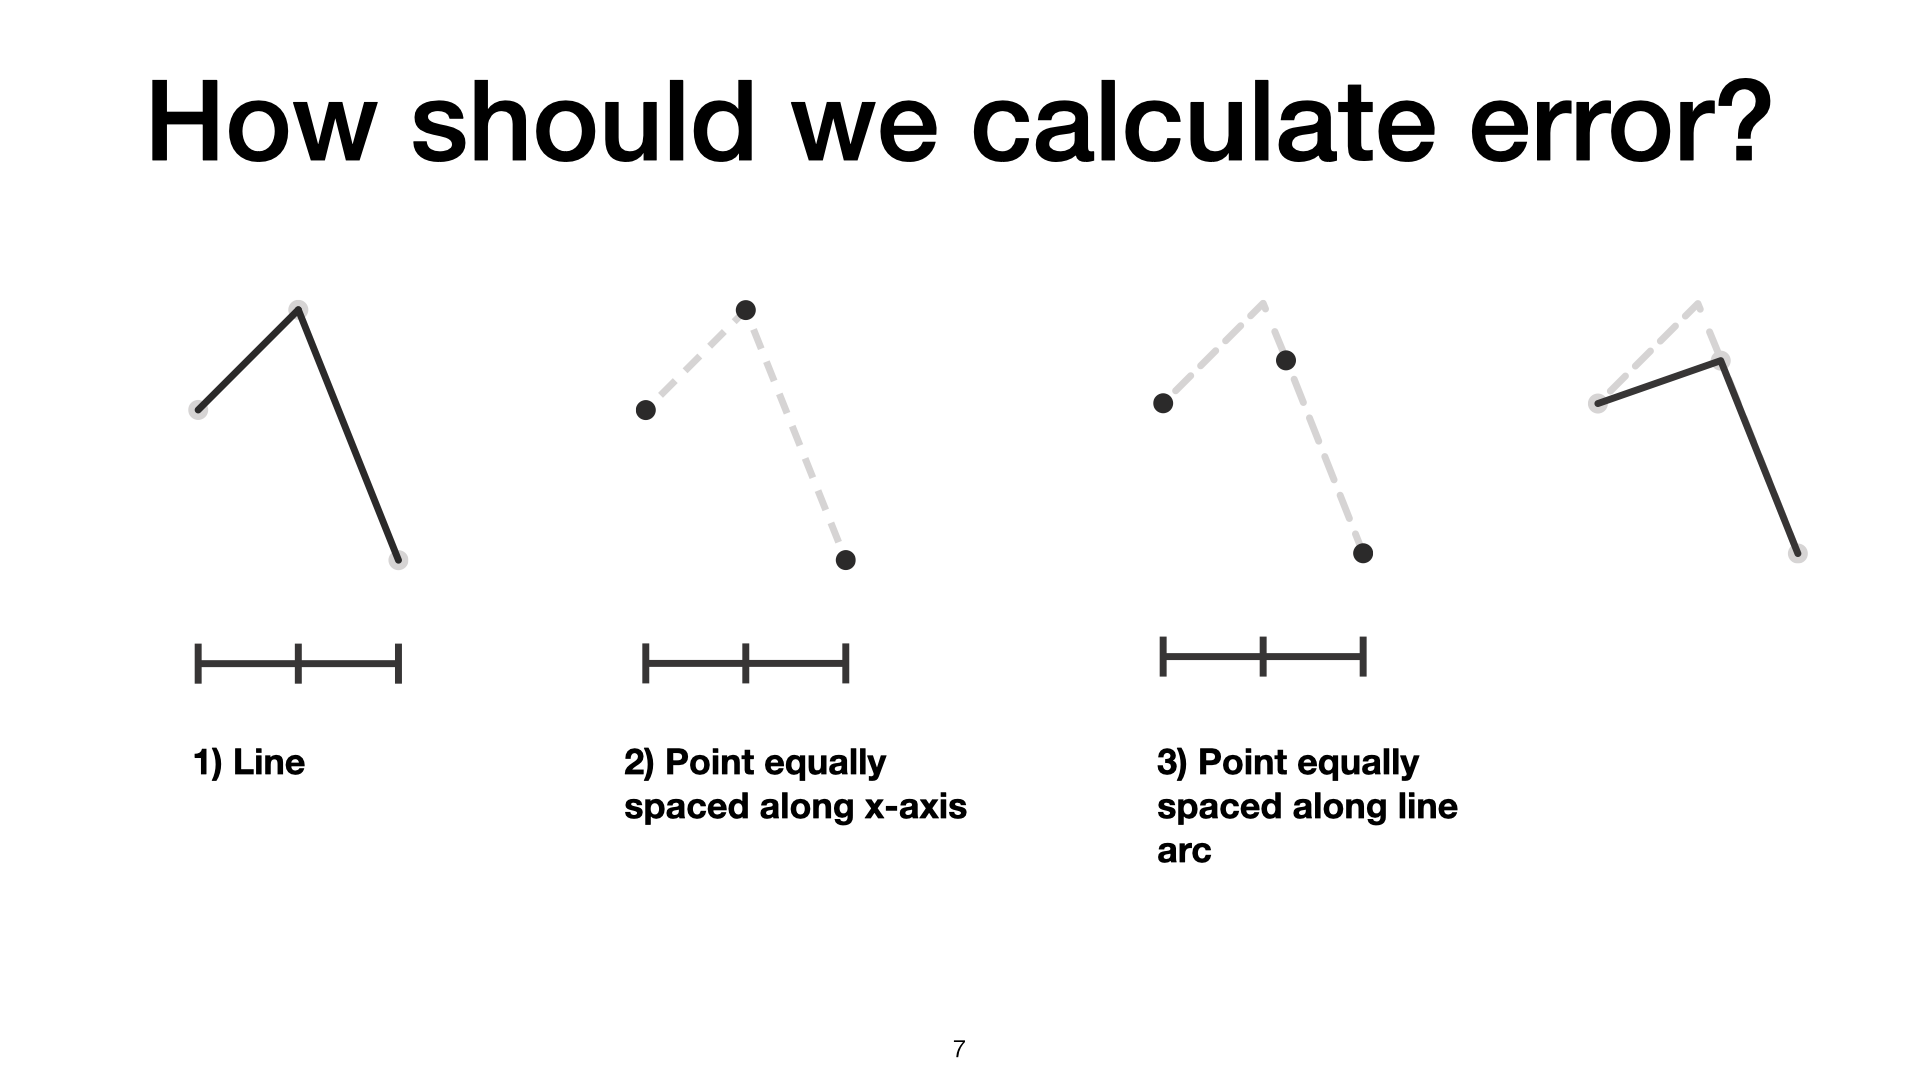 How should we calculate error?
1) Line
2) Point equally
spaced along x-axis
3) Point equally
spaced along line
arc
7